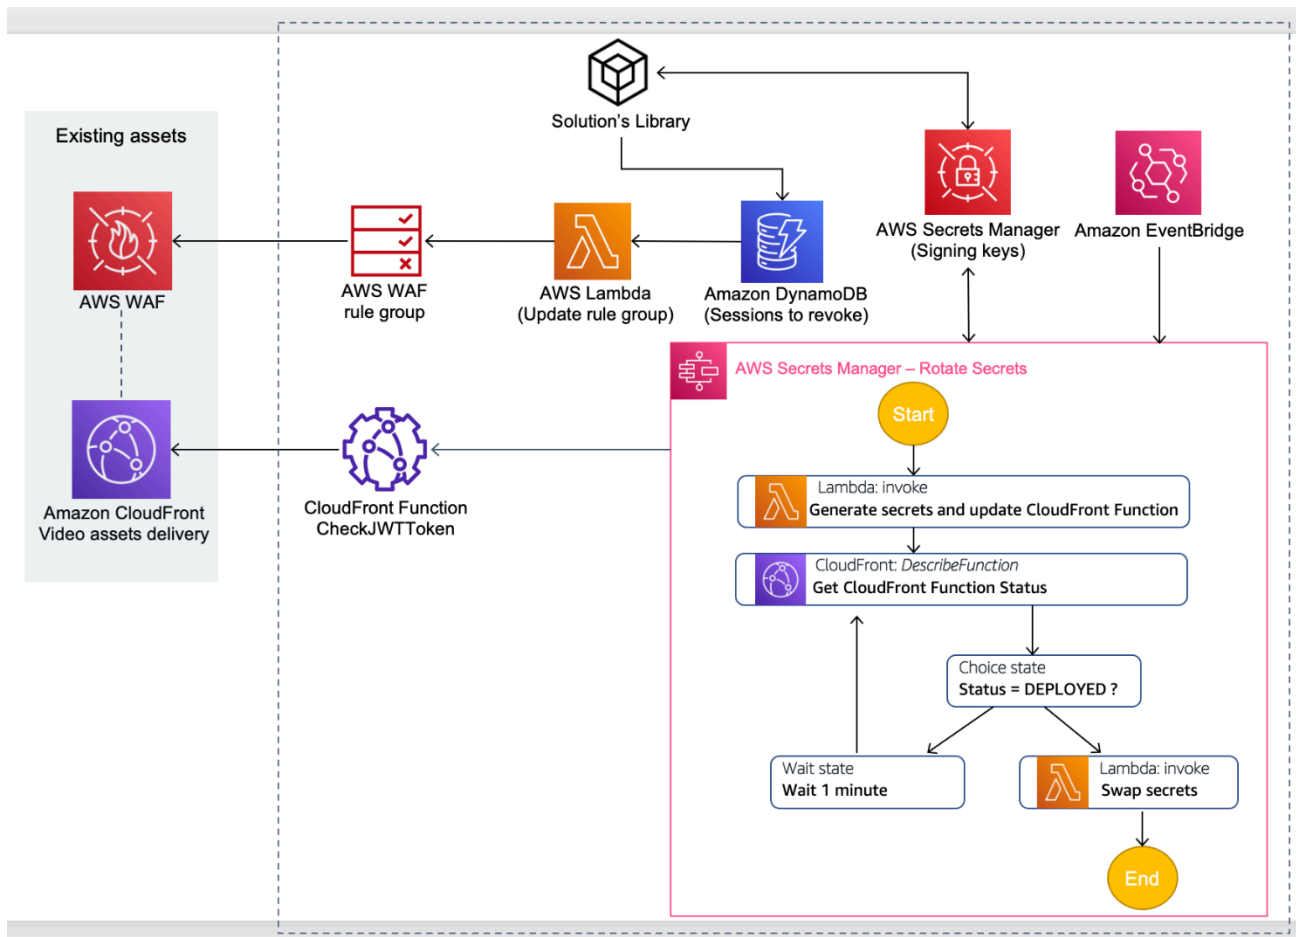 Solution's Library
Existing assets
AWS WAF
AWS WAF
rule group
AWS Lambda
(Update rule group)
Amazon DynamoDB
(Sessions to revoke)
AWS Secrets Manager
(Signing keys)
Amazon EventBridge
Amazon CloudFront
Video assets delivery
CloudFront Function
CheckJWTToken
AWS Secrets Manager – Rotate Secrets
Start
Lambda: invoke
Generate secrets and update CloudFront Function
CloudFront: DescribeFunction
Get CloudFront Function Status
Choice state
Status = DEPLOYED ?
Wait state
Wait 1 minute
Lambda: invoke
Swap secrets
End